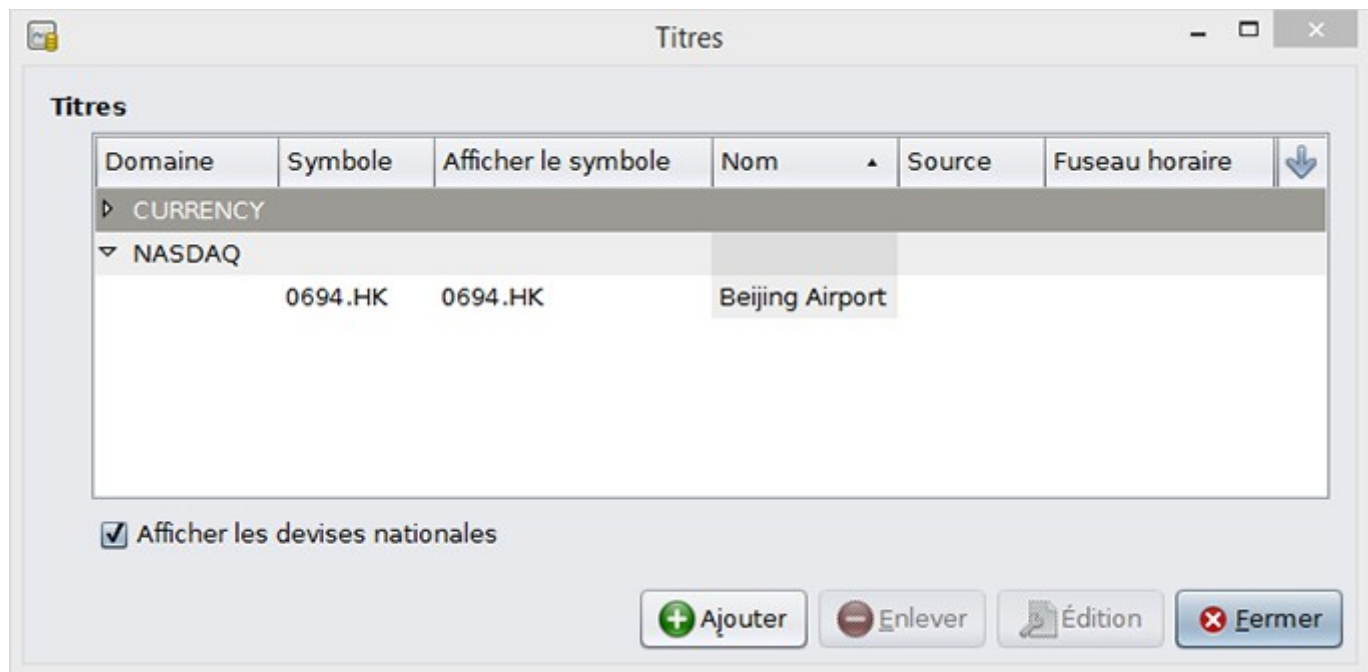 Titres
Titres
Domaine Symbole Afficher le symbole Nom Source Fuseau horaire
CURRENCY
NASDAQ
0694.HK 0694.HK Beijing Airport
Afficher les devises nationales
Ajouter Enlever Édition Fermer